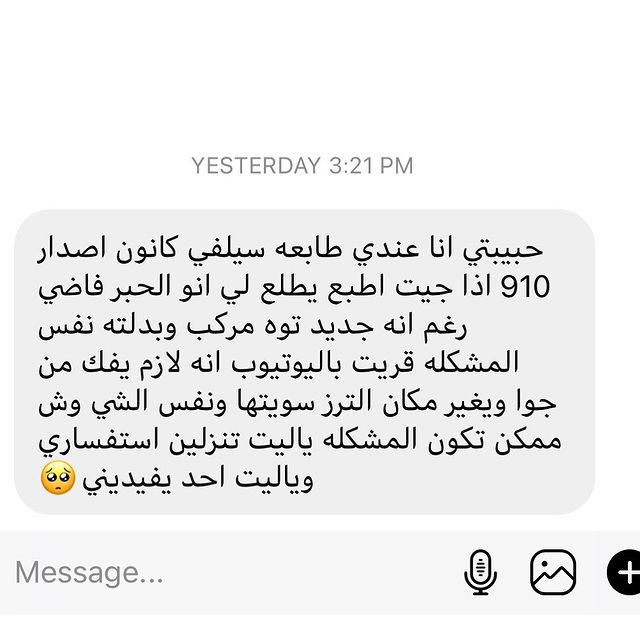 YESTERDAY 3:21 PM
حبيبتي انا عندي طابعه سيلفي كانون اصدار
910 اذا جيت اطبع يطلع لي انو الحبر فاضي
رغم انه جديد توه مركب وبدلته نفس
المشكله قريت باليوتيوب انه لازم يفك من
جوا ويغير مكان الترز سويتها ونفس الشي وش
ممكن تكون المشكله ياليت تنزلين استفساري
وياليت احد يفيديني 🥺
Message...